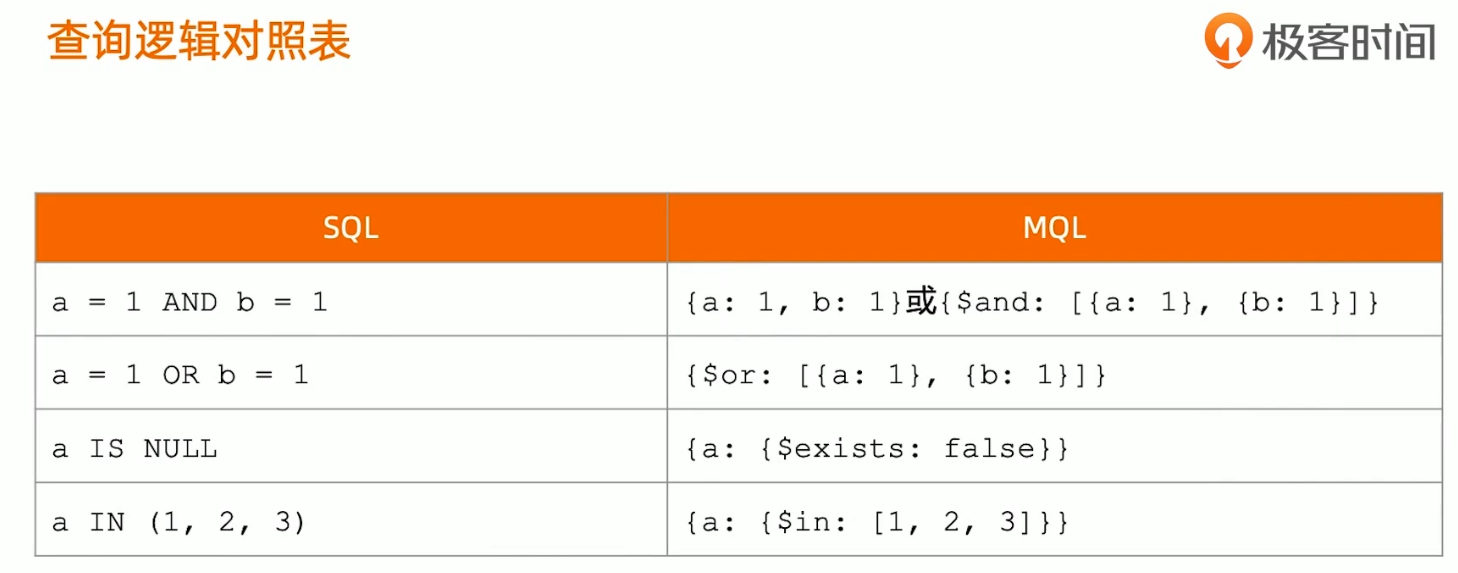 查询逻辑对照表
极客时间
SQL MQL
a = 1 AND b = 1 {a: 1, b: 1}或{$and: [{a: 1}, {b: 1}]}
a = 1 OR b = 1 {$or: [{a: 1}, {b: 1}]}
a IS NULL {a: {$exists: false}}
a IN (1, 2, 3) {a: {$in: [1, 2, 3]}}